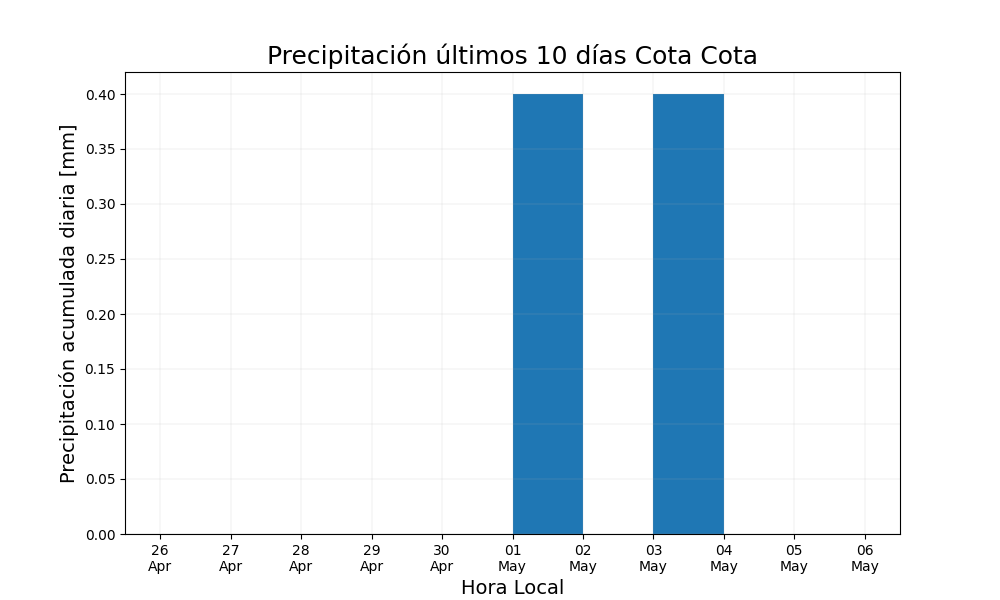 Precipitación últimos 10 días Cota Cota
Precipitación acumulada diaria [mm]
0.40
0.35
0.30
0.25
0.20
0.15
0.10
0.05
0.00
26 27 28 29 30 01 02 03 04 05 06
Apr Apr Apr Apr Apr May May May May May May
Hora Local